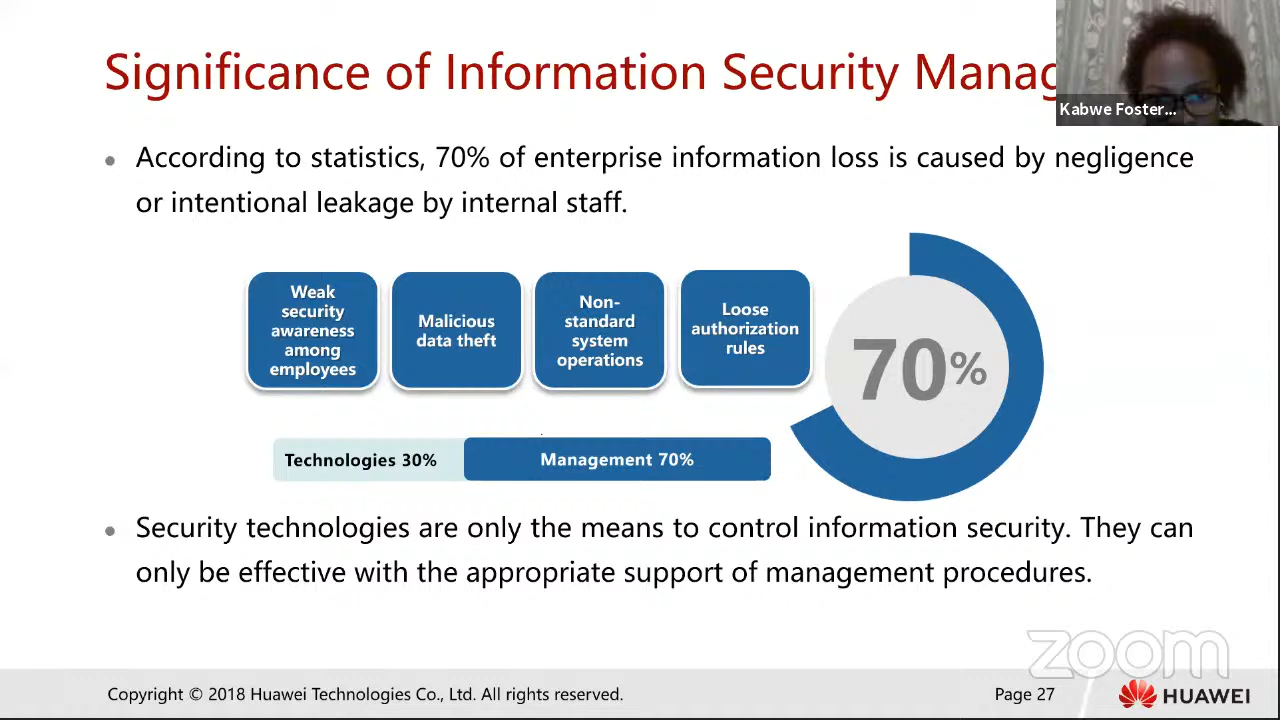 Significance of Information Security Manag
Kabwe Foster...
• According to statistics, 70% of enterprise information loss is caused by negligence
or intentional leakage by internal staff.
Weak
security
awareness
among
employees
Malicious
data theft
Non-
standard
system
operations
Loose
authorization
rules
70%
Technologies 30%
Management 70%
• Security technologies are only the means to control information security. They can
only be effective with the appropriate support of management procedures.
zoom
Copyright © 2018 Huawei Technologies Co., Ltd. All rights reserved.
Page 27
HUAWEI